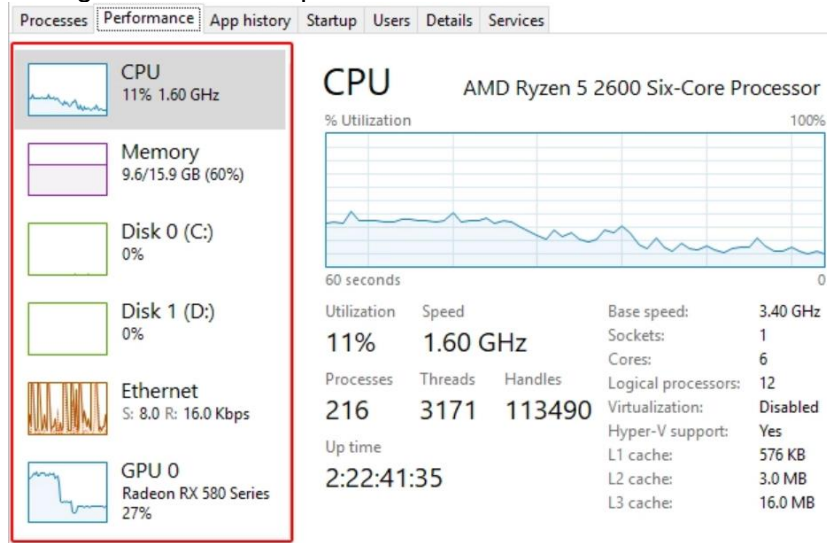 Processes Performance App history Startup Users Details Services
CPU
11% 1.60 GHz
Memory
9.6/15.9 GB (60%)
Disk 0 (C:)
0%
Disk 1 (D:)
0%
Ethernet
S: 8.0 R: 16.0 Kbps
GPU 0
Radeon RX 580 Series
27%
CPU AMD Ryzen 5 2600 Six-Core Processor
% Utilization 100%
60 seconds 0
Utilization Speed
11% 1.60 GHz
Processes Threads Handles
216 3171 113490
Up time
2:22:41:35
Base speed: 3.40 GHz
Sockets: 1
Cores: 6
Logical processors: 12
Virtualization: Disabled
Hyper-V support: Yes
L1 cache: 576 KB
L2 cache: 3.0 MB
L3 cache: 16.0 MB